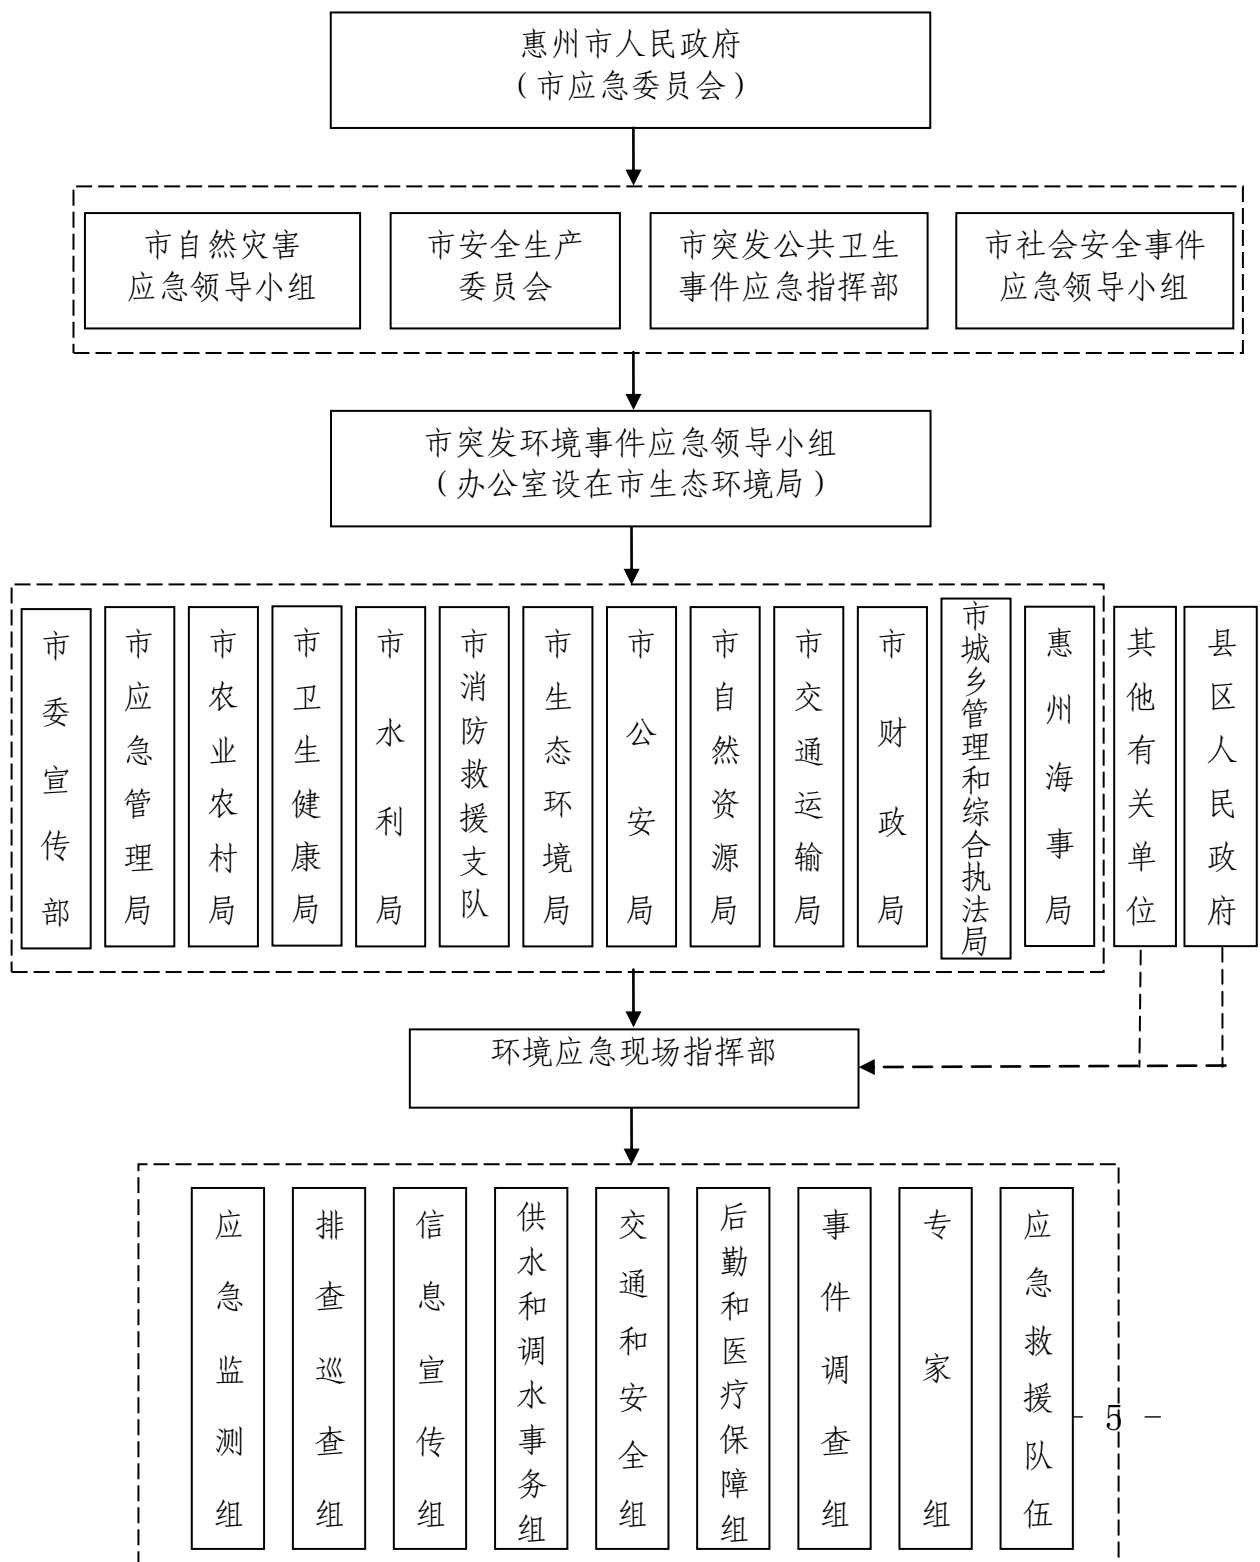 惠州市人民政府
(市应急委员会)
市自然灾害
应急领导小组
市安全生产
委员会
市突发公共卫生
事件应急指挥部
市社会安全事件
应急领导小组
市突发环境事件应急领导小组
(办公室设在市生态环境局)
市委宣传部
市应急管理局
市农业农村局
市卫生健康局
市水利局
市消防救援支队
市生态环境局
市公安局
市自然资源局
市交通运输局
市财政局
市城乡管理和综合执法局
惠州海事局
其他有关单位
县区人民政府
环境应急现场指挥部
应急监测组
排查巡查组
信息宣传组
供水和调水事务组
交通和安全组
后勤和医疗保障组
事件调查组
专家组
应急救援队伍
- 5 -